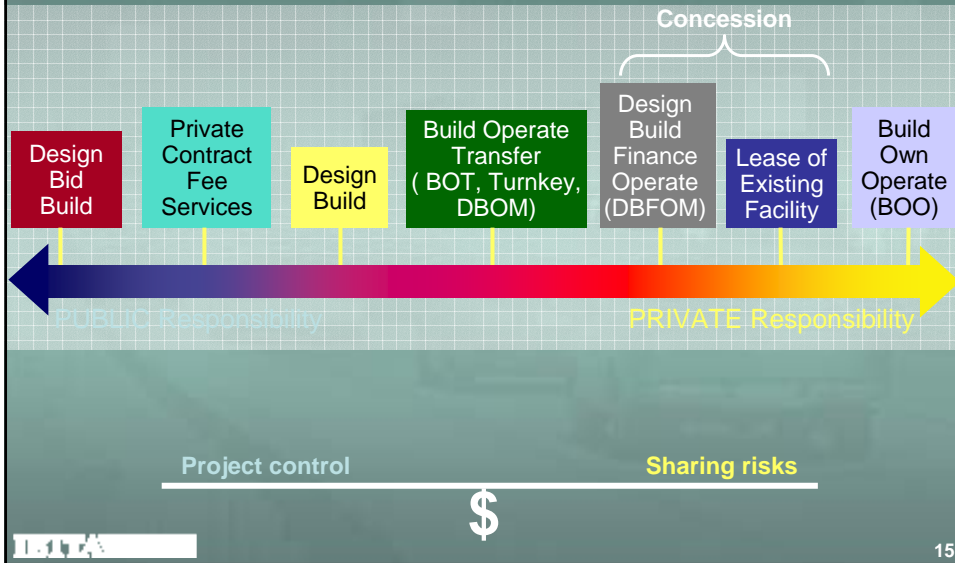 Concession
Design
Bid
Build
Private
Contract
Fee
Services
Design
Build
Build Operate
Transfer
( BOT, Turnkey,
DBOM)
Design
Build
Finance
Operate
(DBFOM)
Lease of
Existing
Facility
Build
Own
Operate
(BOO)
PUBLIC Responsibility
PRIVATE Responsibility
Project control
Sharing risks
$
15